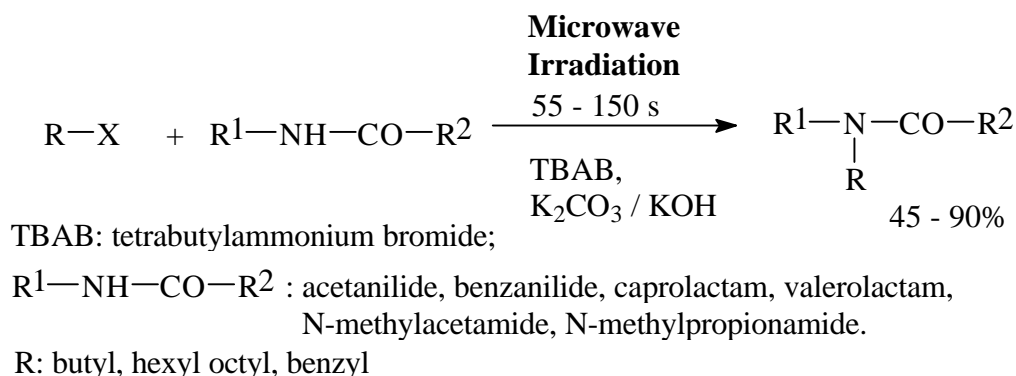 Microwave
Irradiation
55 - 150 s
R—X + R1—NH—CO—R2
R1—N—CO—R2
R
TBAB,
K2CO3 / KOH
45 - 90%
TBAB: tetrabutylammonium bromide;
R1—NH—CO—R2 : acetanilide, benzanilide, caprolactam, valerolactam,
N-methylacetamide, N-methylpropionamide.
R: butyl, hexyl octyl, benzyl